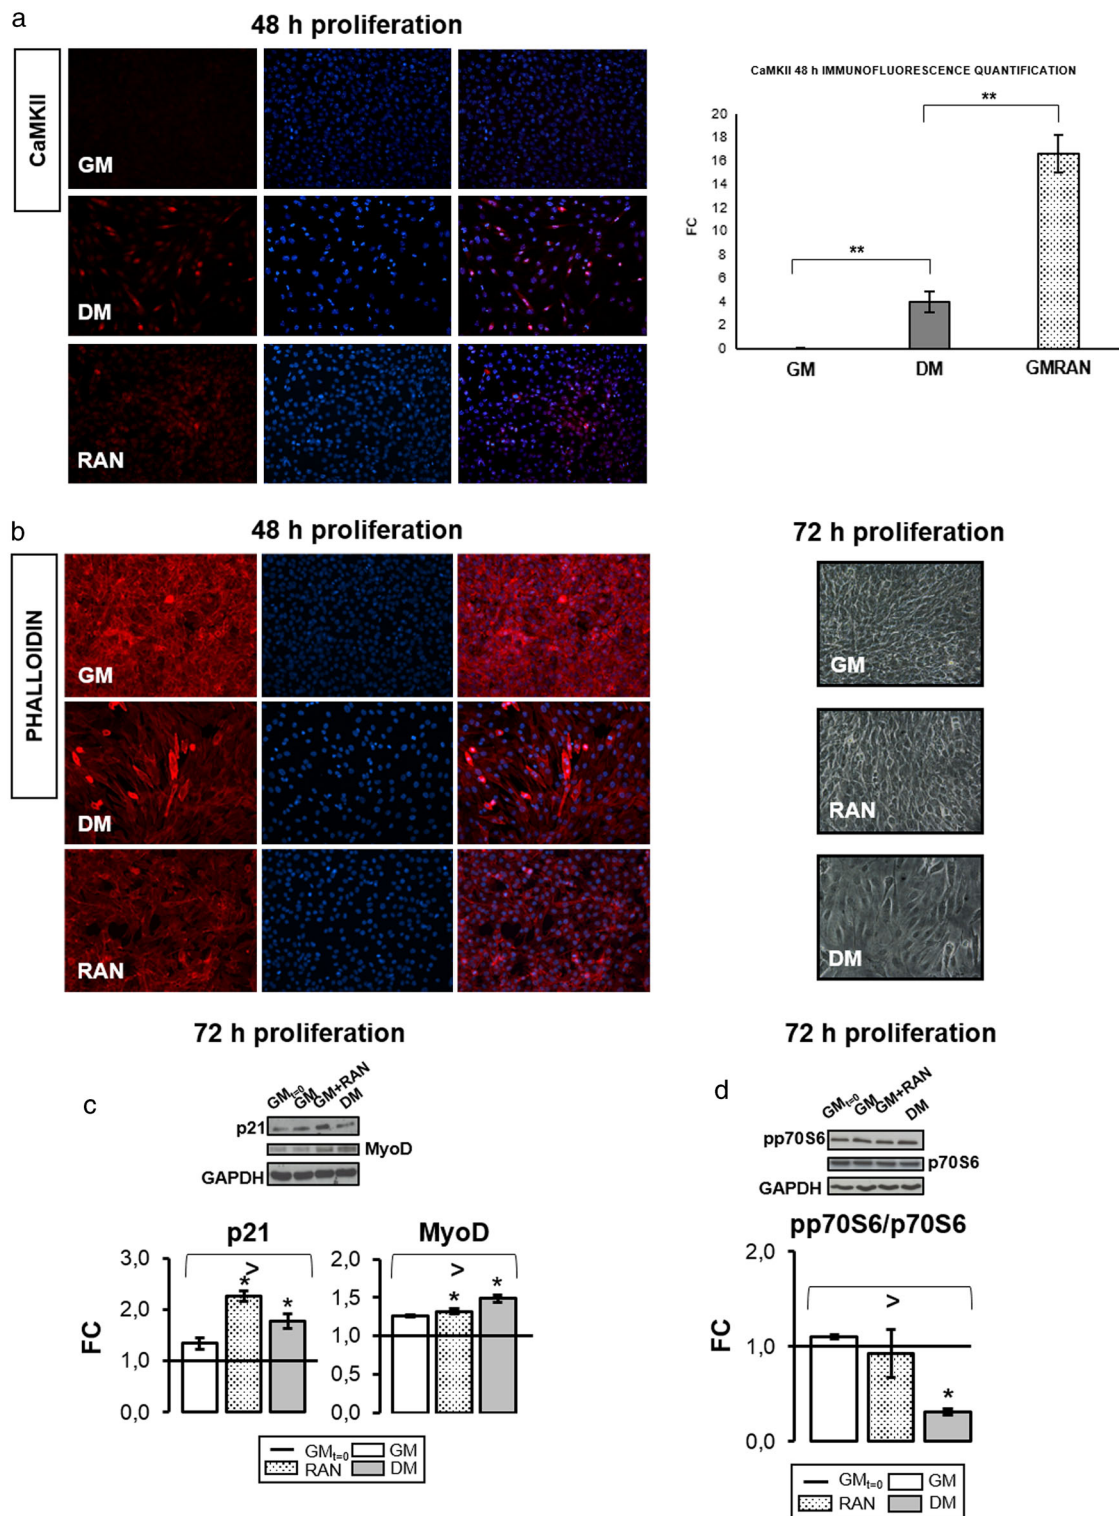 a
48 h proliferation
CaMKII
GM
DM
RAN
CaMKII 48 h IMMUNOFLUORESCENCE QUANTIFICATION
**
**
FC
20
18
16
14
12
10
8
6
4
2
0
GM DM GMRAN
b
48 h proliferation
PHALLOIDIN
GM
DM
RAN
72 h proliferation
GM
RAN
DM
72 h proliferation
c
GMt=0 GM GM+RAN DM
p21
MyoD
GAPDH
p21
FC
3,0
2,0
1,0
0,0
>
*
*
MyoD
2,0
1,5
1,0
0,5
0,0
>
*
*
GMt=0 GM
RAN DM
72 h proliferation
d
GMt=0 GM GM+RAN DM
pp70S6
p70S6
GAPDH
pp70S6/p70S6
FC
2,0
1,0
0,0
>
*
GMt=0 GM
RAN DM